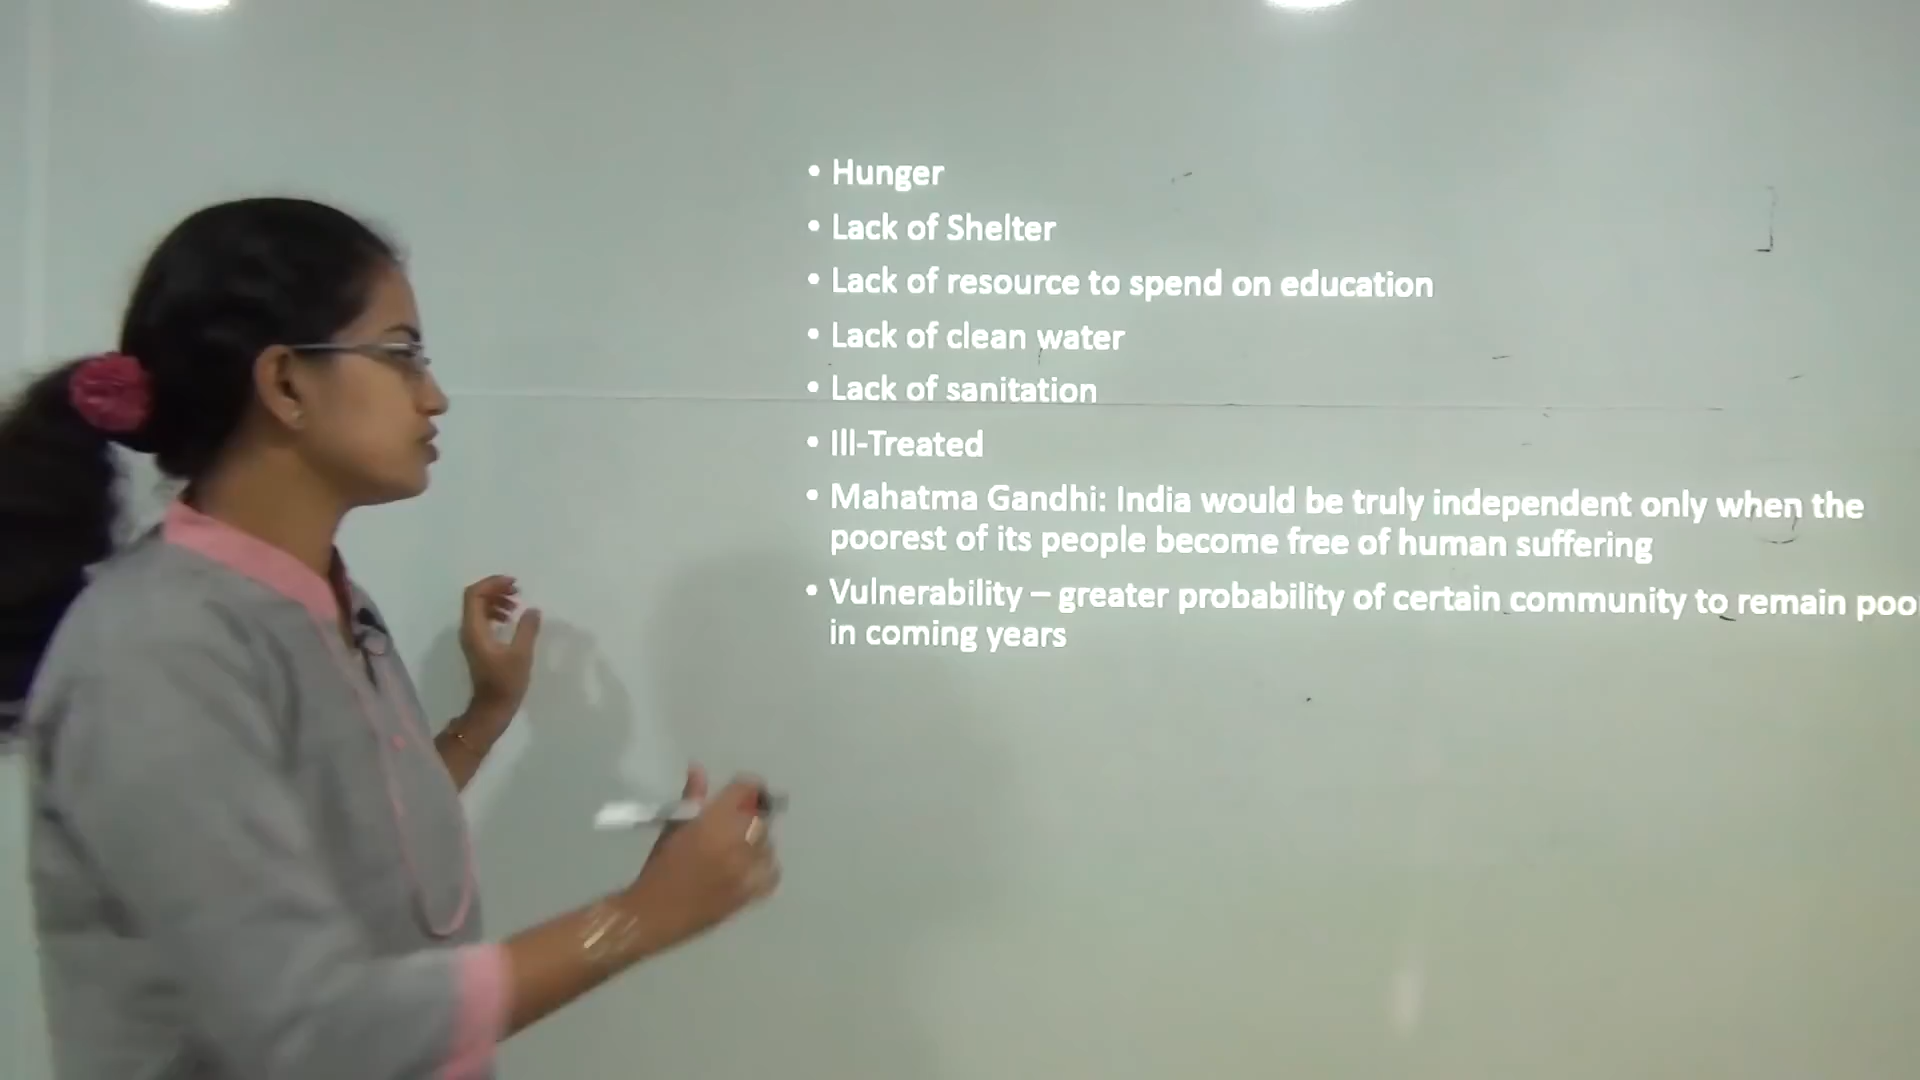 • Hunger
• Lack of Shelter
• Lack of resource to spend on education
• Lack of clean water
• Lack of sanitation
• Ill-Treated
• Mahatma Gandhi: India would be truly independent only when the
poorest of its people become free of human suffering
• Vulnerability – greater probability of certain community to remain poo
in coming years